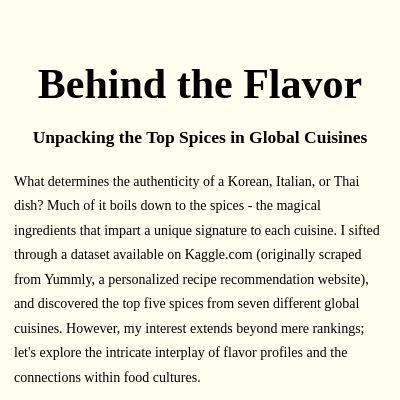 Behind the Flavor
Unpacking the Top Spices in Global Cuisines
What determines the authenticity of a Korean, Italian, or Thai
dish? Much of it boils down to the spices - the magical
ingredients that impart a unique signature to each cuisine. I sifted
through a dataset available on Kaggle.com (originally scraped
from Yummly, a personalized recipe recommendation website),
and discovered the top five spices from seven different global
cuisines. However, my interest extends beyond mere rankings;
let's explore the intricate interplay of flavor profiles and the
connections within food cultures.